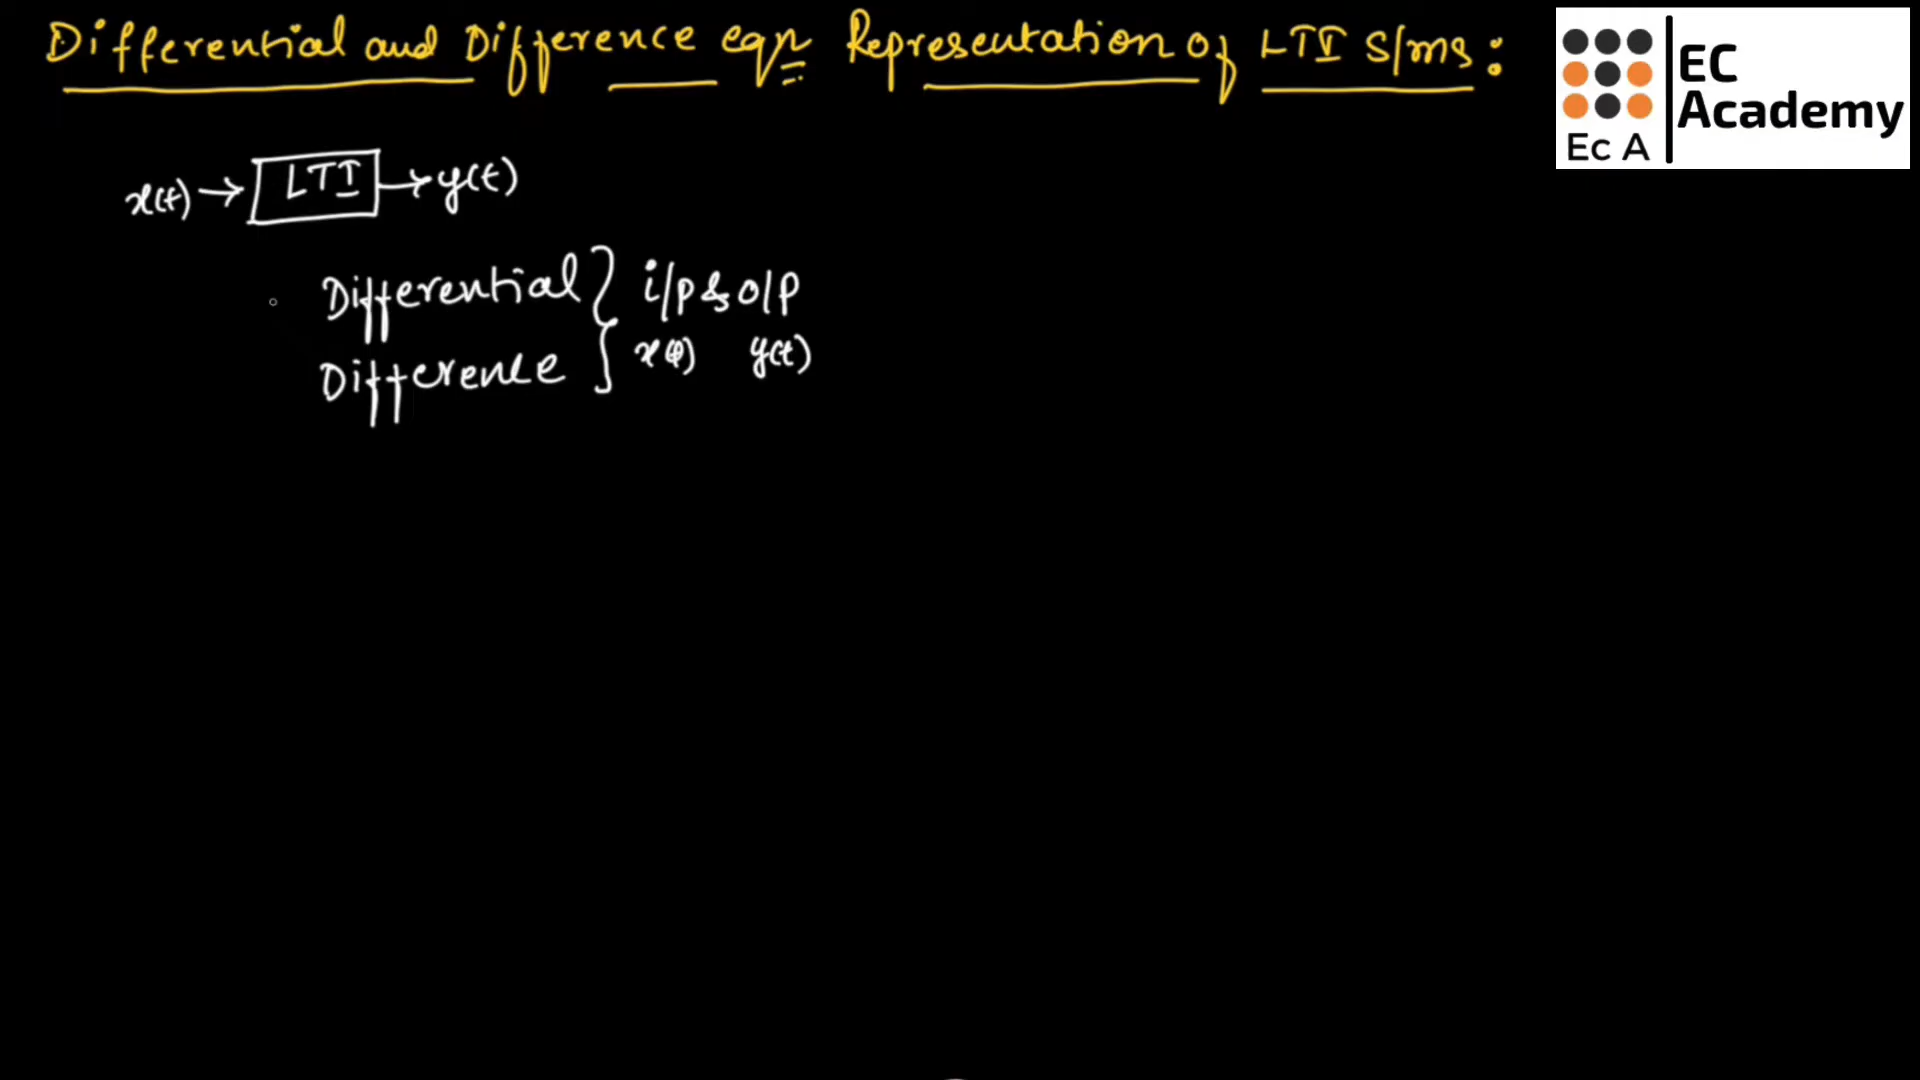 Differential and Difference eqn Representation of LTI S/ms :
EC Academy
Ec A
x(t) → LTI → y(t)
Differential } i/p & o/p
Difference } x(t) y(t)